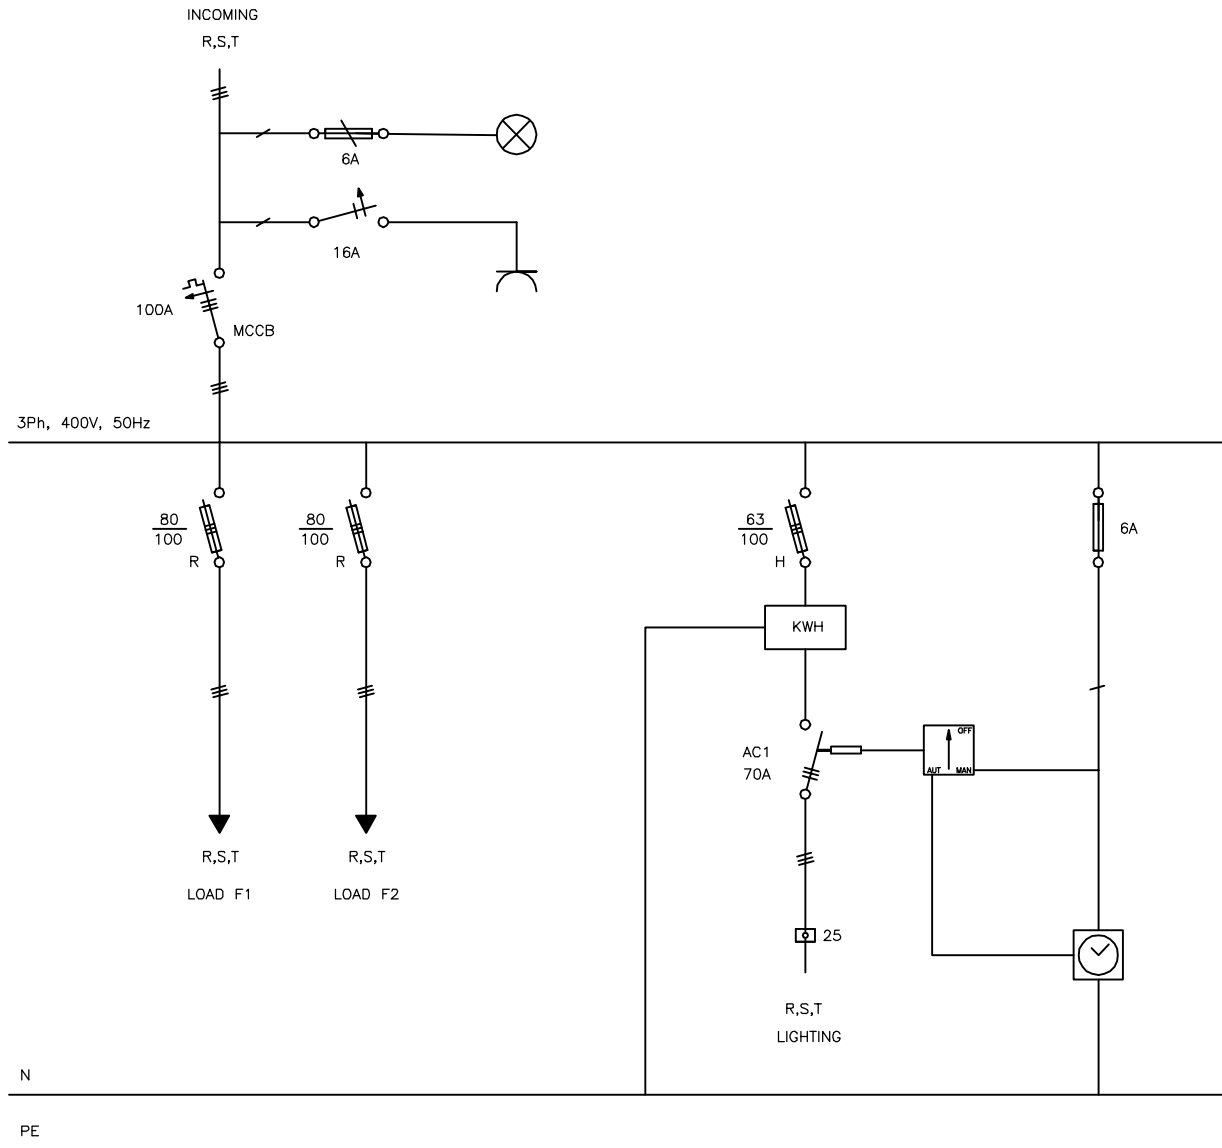 INCOMING
R,S,T
6A
16A
100A
MCCB
3Ph, 400V, 50Hz
80
100
R
80
100
R
63
100
H
6A
KWH
AC1
70A
OFF
AUT MAN
R,S,T
LOAD F1
R,S,T
LOAD F2
25
R,S,T
LIGHTING
N
PE